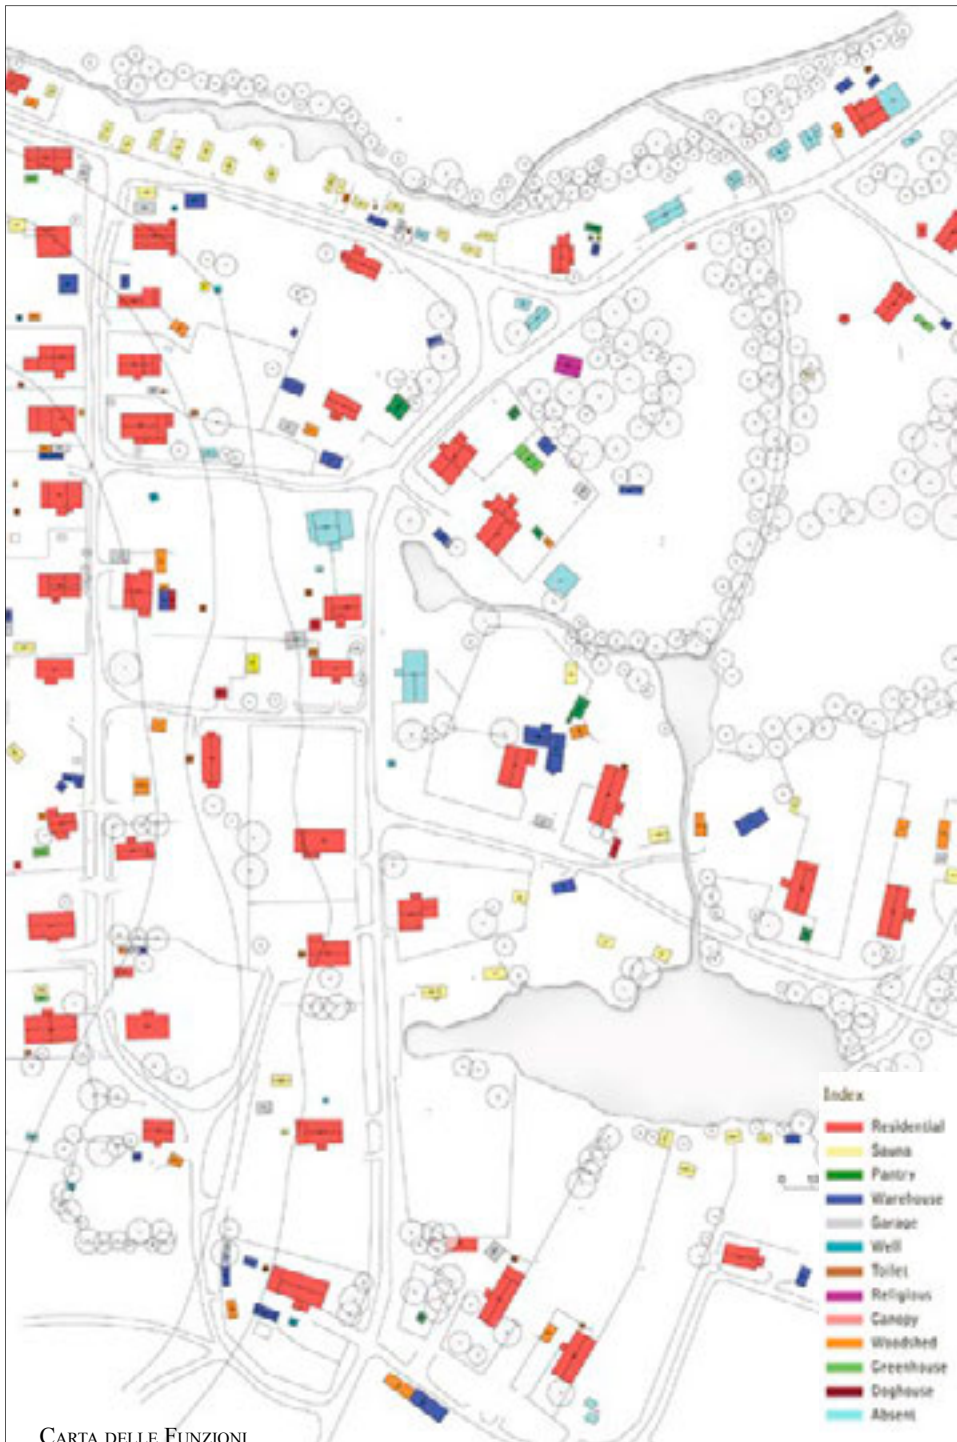 Index
Residential
Sauna
Pantry
Warehouse
Garage
Well
Toilet
Religious
Canopy
Woodshed
Greenhouse
Doghouse
Absent
CARTA DELLE FUNZIONI